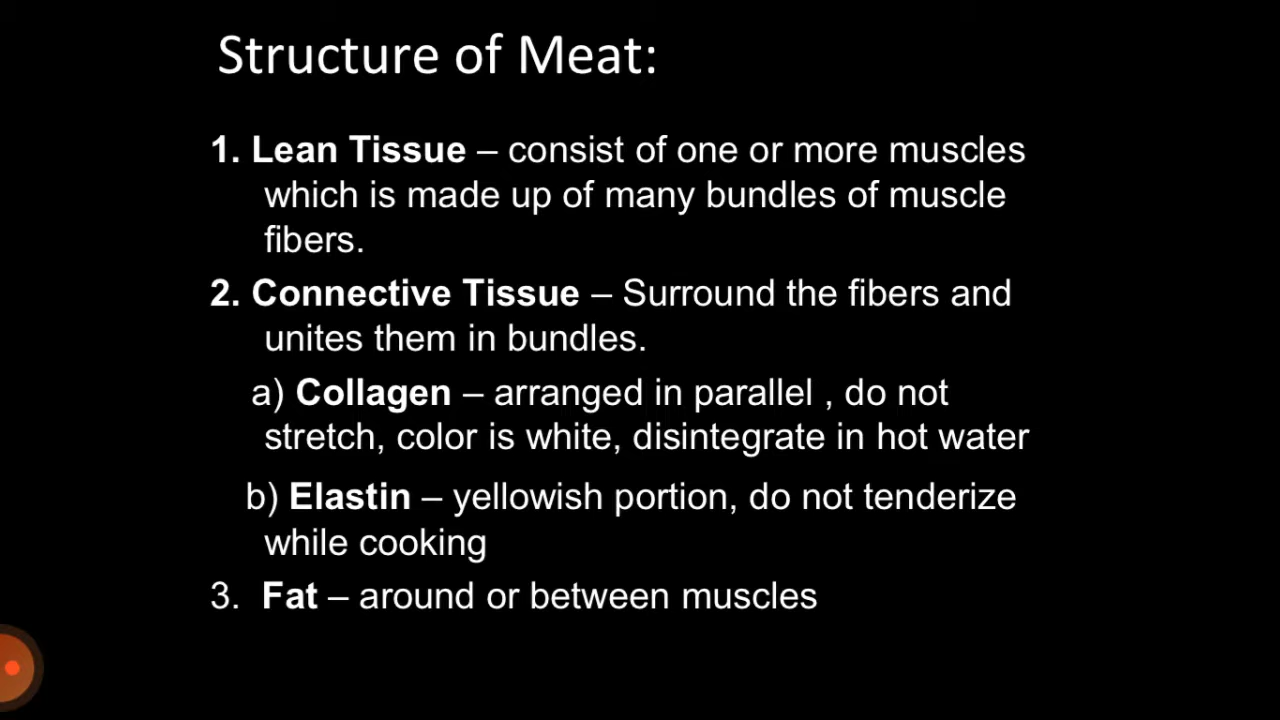 Structure of Meat:
1. Lean Tissue – consist of one or more muscles
which is made up of many bundles of muscle
fibers.
2. Connective Tissue – Surround the fibers and
unites them in bundles.
a) Collagen – arranged in parallel , do not
stretch, color is white, disintegrate in hot water
b) Elastin – yellowish portion, do not tenderize
while cooking
3. Fat – around or between muscles